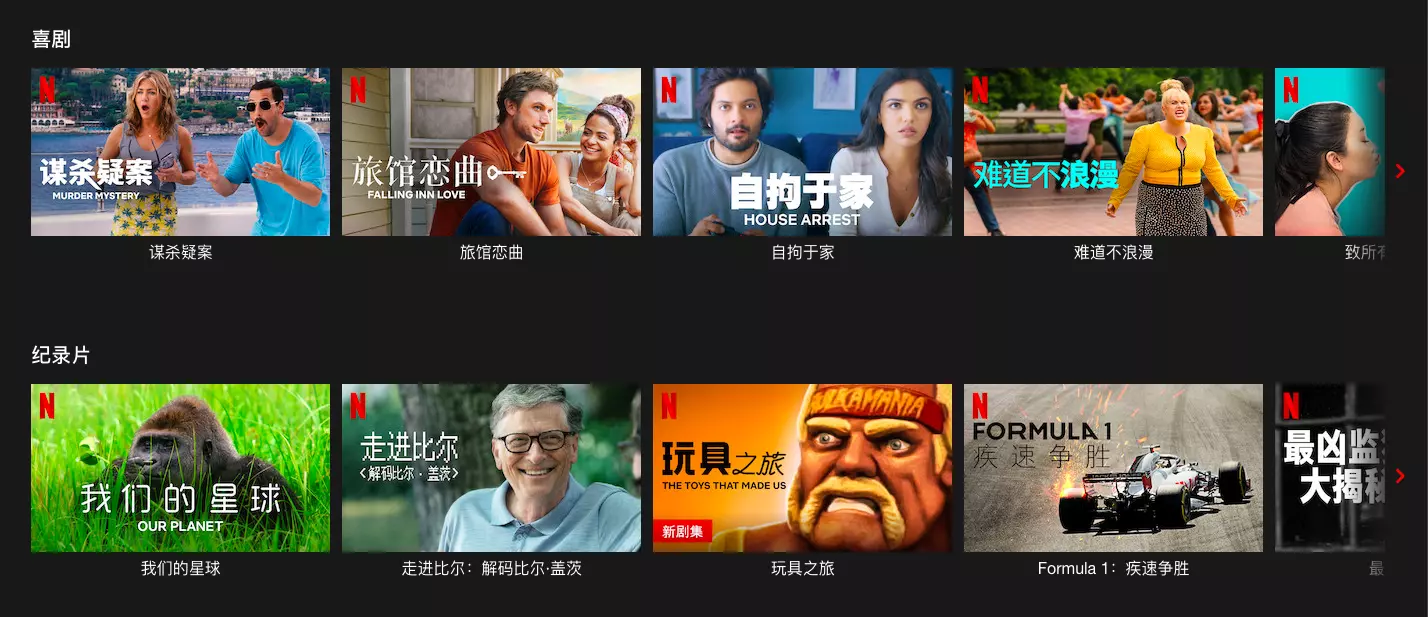 喜剧
N
谋杀疑案
MURDER MYSTERY
谋杀疑案
N
旅馆恋曲
FALLING INN LOVE
旅馆恋曲
N
自拘于家
HOUSE ARREST
自拘于家
N
难道不浪漫
难道不浪漫
N
致所有
纪录片
N
我们的星球
OUR PLANET
我们的星球
N
走进比尔
<解码比尔·盖茨>
走进比尔：解码比尔·盖茨
N
HULKAMANIA
玩具之旅
THE TOYS THAT MADE US
新剧集
玩具之旅
N
FORMULA 1
疾速争胜
Formula 1：疾速争胜
N
最凶监
大揭秘
最